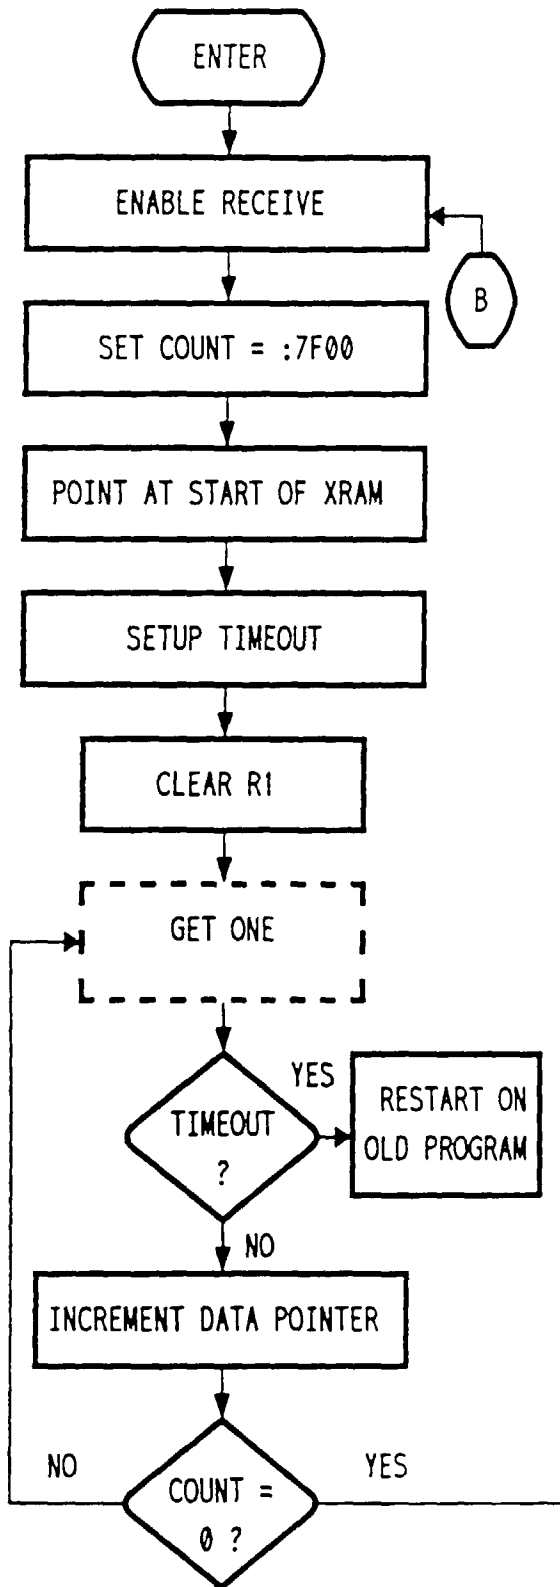 ENTER
ENABLE RECEIVE
B
SET COUNT = :7F00
POINT AT START OF XRAM
SETUP TIMEOUT
CLEAR R1
GET ONE
YES
TIMEOUT
?
RESTART ON
OLD PROGRAM
NO
INCREMENT DATA POINTER
NO
YES
COUNT =
0 ?